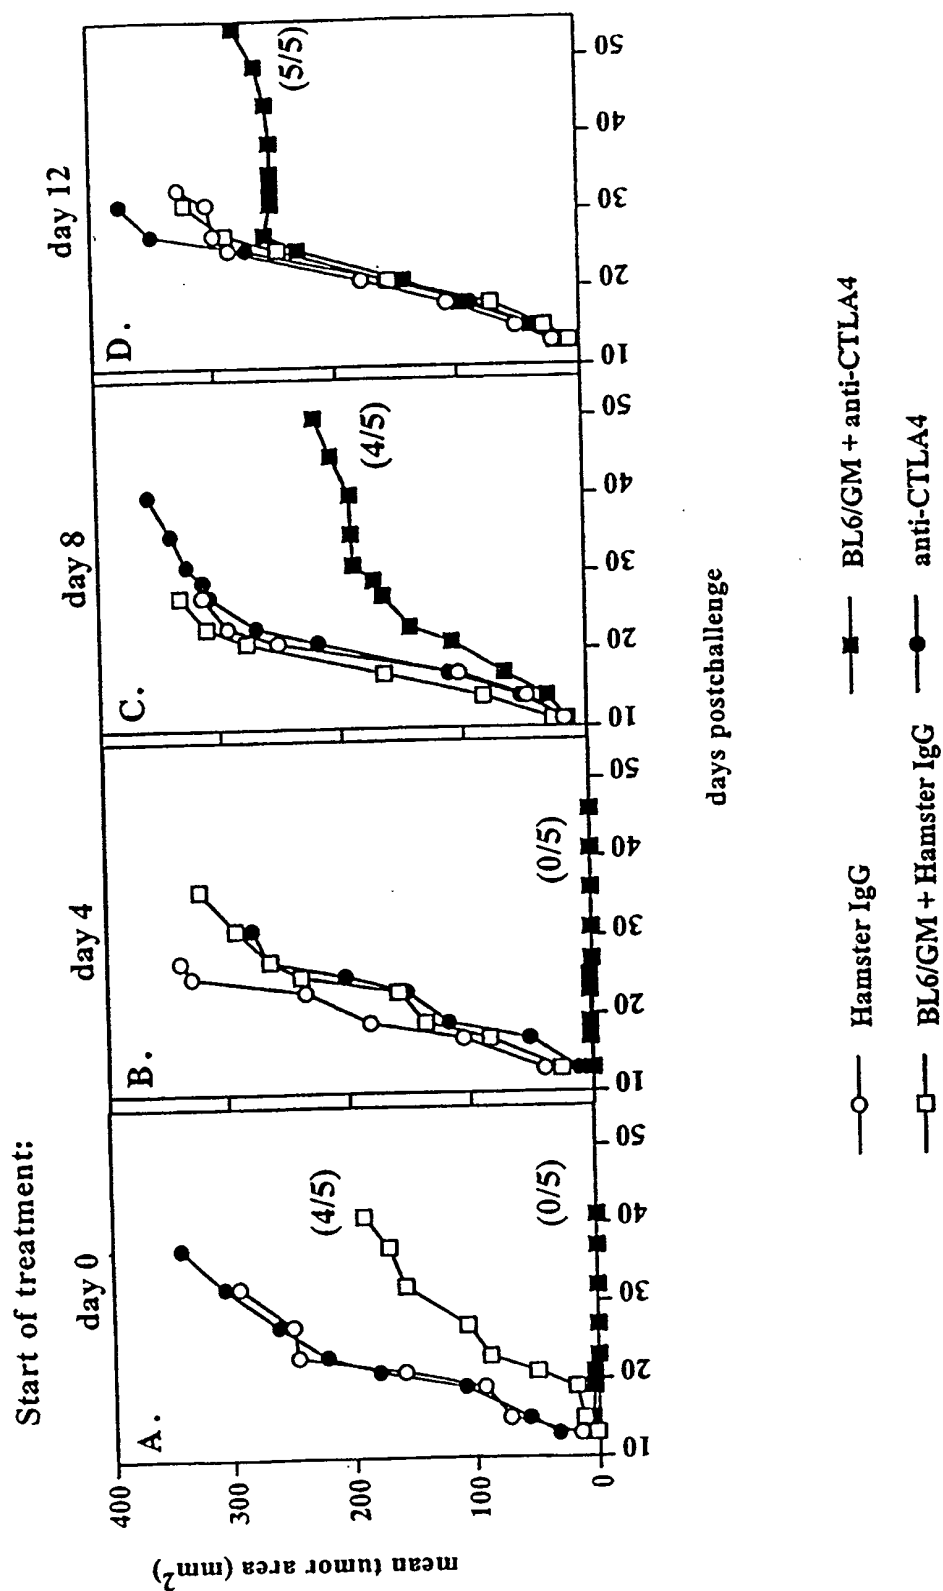 Start of treatment:
day 0
day 4
day 8
day 12
mean tumor area (mm2)
400
300
200
100
0
A.
(4/5)
(0/5)
10
20
30
40
50
B.
(0/5)
10
20
30
40
50
C.
(4/5)
10
20
30
40
50
D.
(5/5)
10
20
30
40
50
days postchallenge
Hamster IgG
BL6/GM + anti-CTLA4
BL6/GM + Hamster IgG
anti-CTLA4